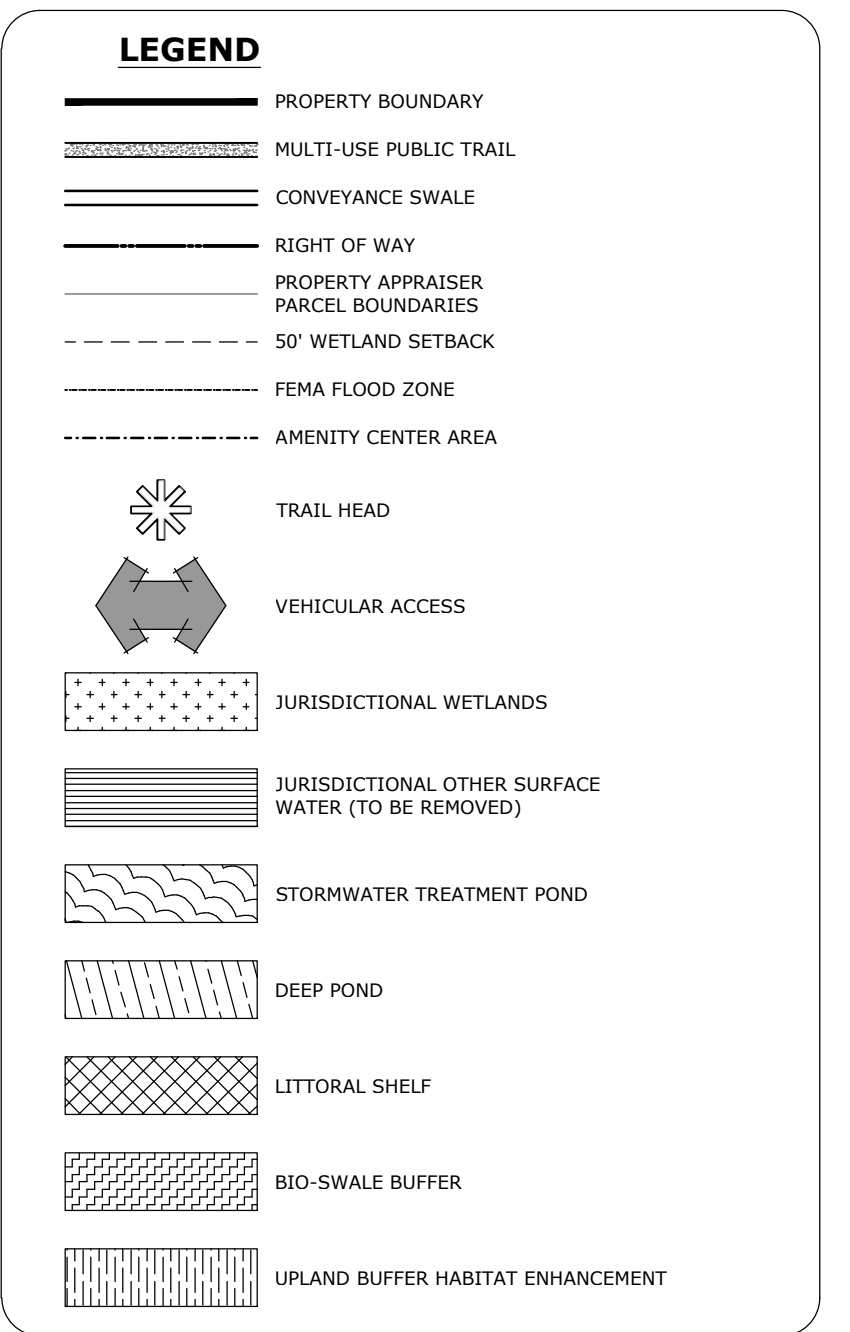 LEGEND
PROPERTY BOUNDARY
MULTI-USE PUBLIC TRAIL
CONVEYANCE SWALE
RIGHT OF WAY
PROPERTY APPRAISER
PARCEL BOUNDARIES
50' WETLAND SETBACK
FEMA FLOOD ZONE
AMENITY CENTER AREA
TRAIL HEAD
VEHICULAR ACCESS
JURISDICTIONAL WETLANDS
JURISDICTIONAL OTHER SURFACE
WATER (TO BE REMOVED)
STORMWATER TREATMENT POND
DEEP POND
LITTORAL SHELF
BIO-SWALE BUFFER
UPLAND BUFFER HABITAT ENHANCEMENT